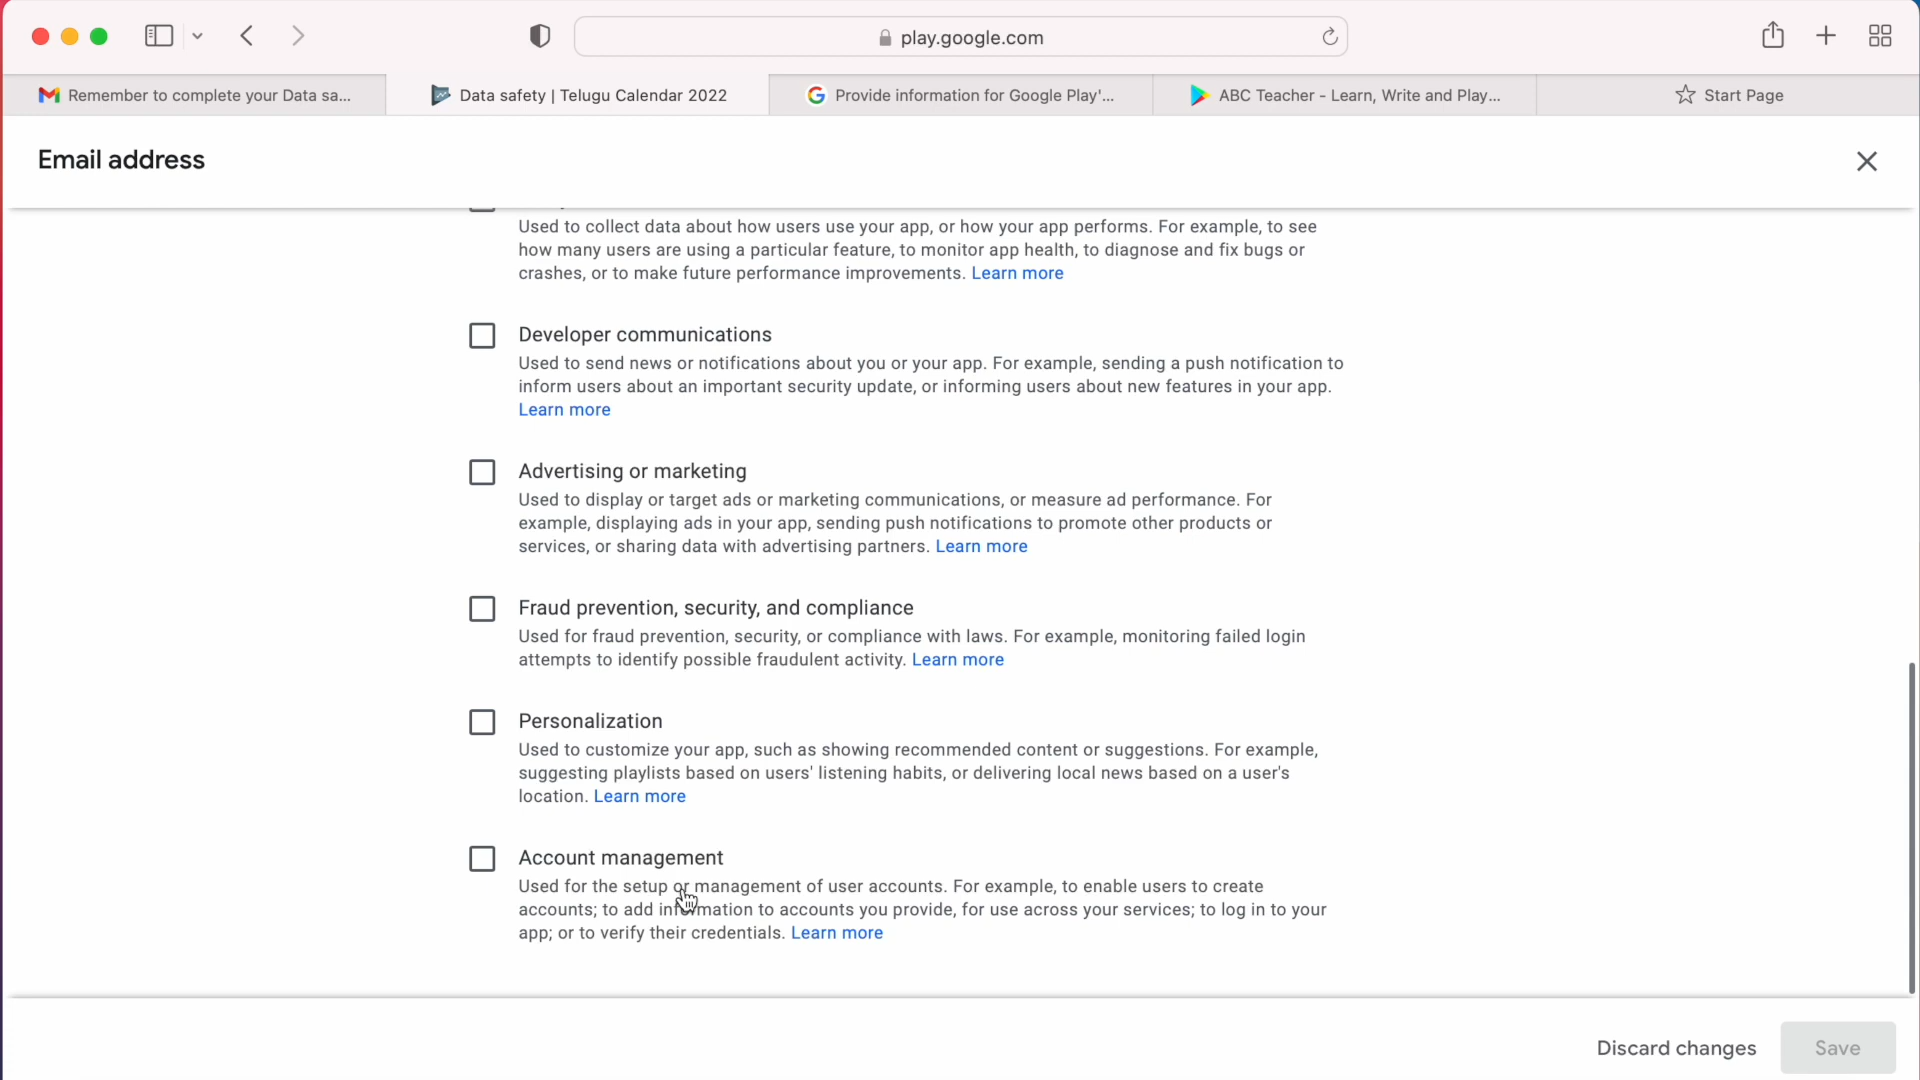 play.google.com
Remember to complete your Data sa...
Data safety | Telugu Calendar 2022
Provide information for Google Play'...
ABC Teacher - Learn, Write and Play...
Start Page
Email address
Used to collect data about how users use your app, or how your app performs. For example, to see
how many users are using a particular feature, to monitor app health, to diagnose and fix bugs or
crashes, or to make future performance improvements. Learn more
Developer communications
Used to send news or notifications about you or your app. For example, sending a push notification to
inform users about an important security update, or informing users about new features in your app.
Learn more
Advertising or marketing
Used to display or target ads or marketing communications, or measure ad performance. For
example, displaying ads in your app, sending push notifications to promote other products or
services, or sharing data with advertising partners. Learn more
Fraud prevention, security, and compliance
Used for fraud prevention, security, or compliance with laws. For example, monitoring failed login
attempts to identify possible fraudulent activity. Learn more
Personalization
Used to customize your app, such as showing recommended content or suggestions. For example,
suggesting playlists based on users' listening habits, or delivering local news based on a user's
location. Learn more
Account management
Used for the setup or management of user accounts. For example, to enable users to create
accounts; to add information to accounts you provide, for use across your services; to log in to your
app; or to verify their credentials. Learn more
Discard changes
Save